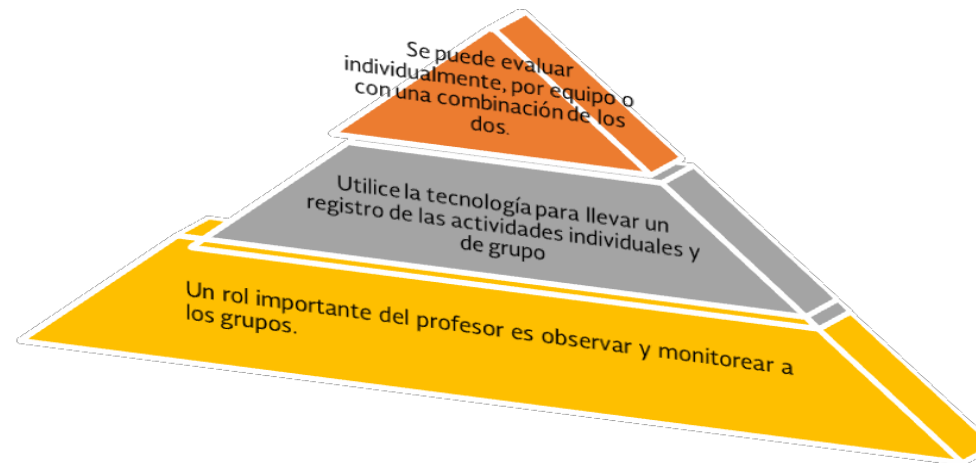 Se puede evaluar
individualmente, por equipo o
con una combinación de los
dos.
Utilice la tecnología para llevar un
registro de las actividades individuales y
de grupo
Un rol importante del profesor es observar y monitorear a
los grupos.